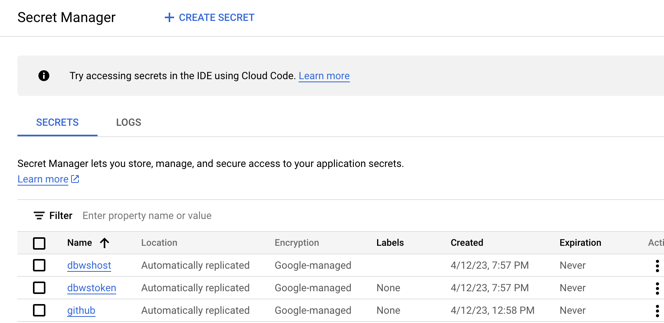 Secret Manager + CREATE SECRET
Try accessing secrets in the IDE using Cloud Code. Learn more
SECRETS LOGS
Secret Manager lets you store, manage, and secure access to your application secrets.
Learn more
Filter Enter property name or value
Name Location Encryption Labels Created Expiration Acti
dbwshost Automatically replicated Google-managed 4/12/23, 7:57 PM Never
dbwstoken Automatically replicated Google-managed None 4/12/23, 7:57 PM Never
github Automatically replicated Google-managed None 4/12/23, 12:58 PM Never